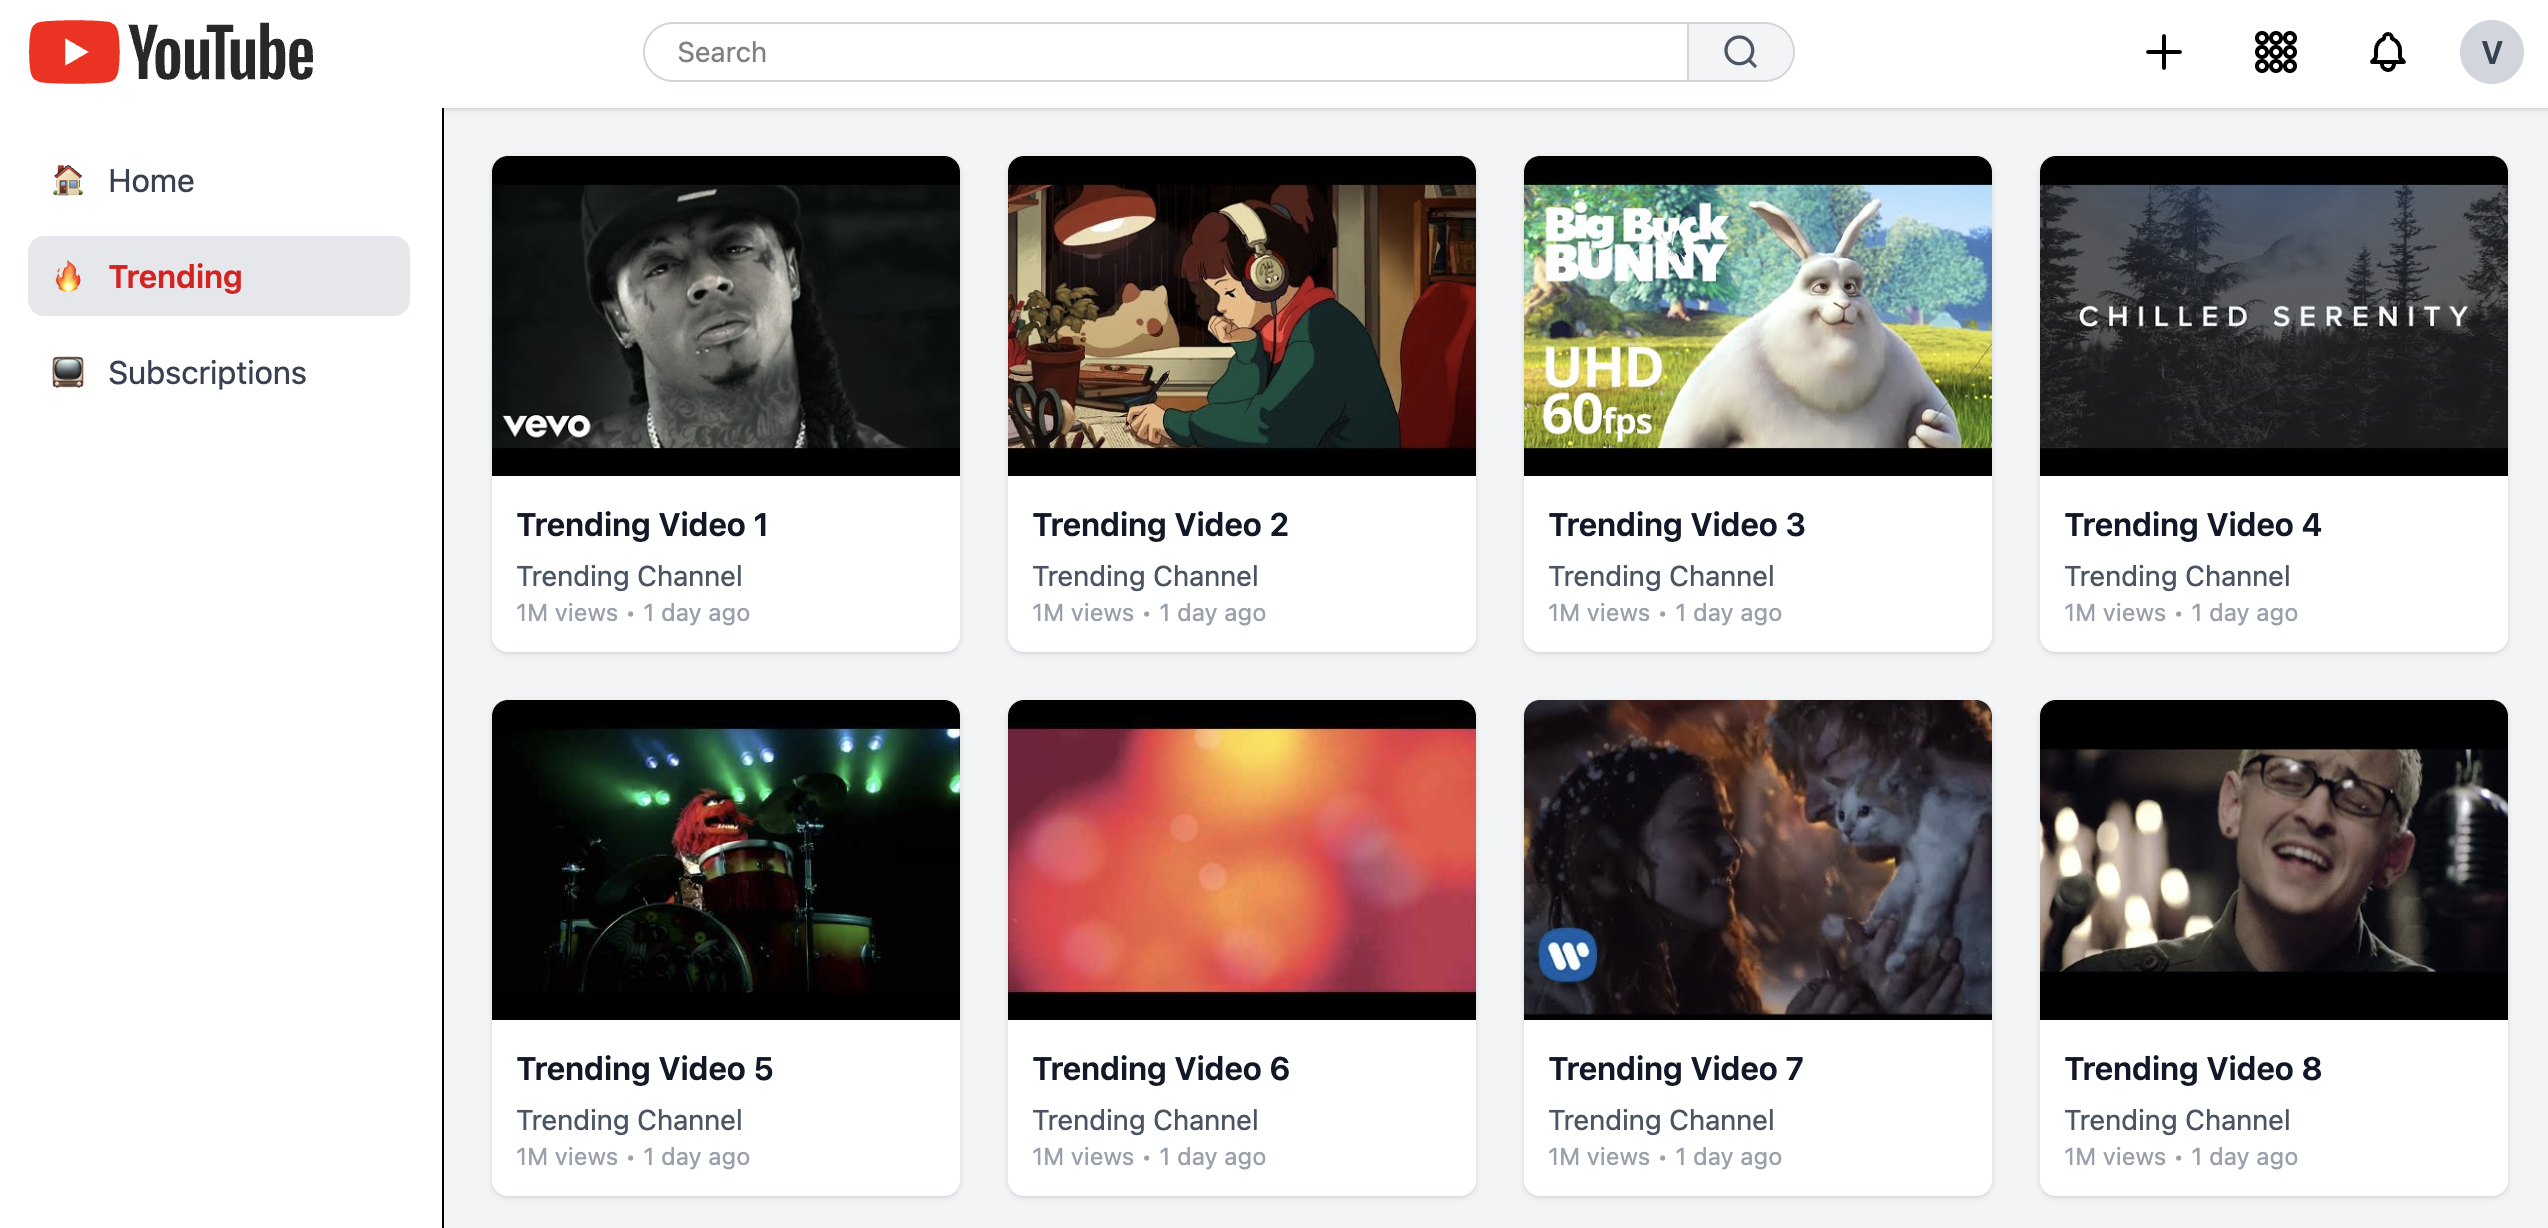 YouTube
Search
V
Home
Trending
Subscriptions
vevo
Big Buck
BUNNY
UHD
60fps
CHILLED SERENITY
Trending Video 1
Trending Channel
1M views • 1 day ago
Trending Video 2
Trending Channel
1M views • 1 day ago
Trending Video 3
Trending Channel
1M views • 1 day ago
Trending Video 4
Trending Channel
1M views • 1 day ago
Trending Video 5
Trending Channel
1M views • 1 day ago
Trending Video 6
Trending Channel
1M views • 1 day ago
Trending Video 7
Trending Channel
1M views • 1 day ago
Trending Video 8
Trending Channel
1M views • 1 day ago